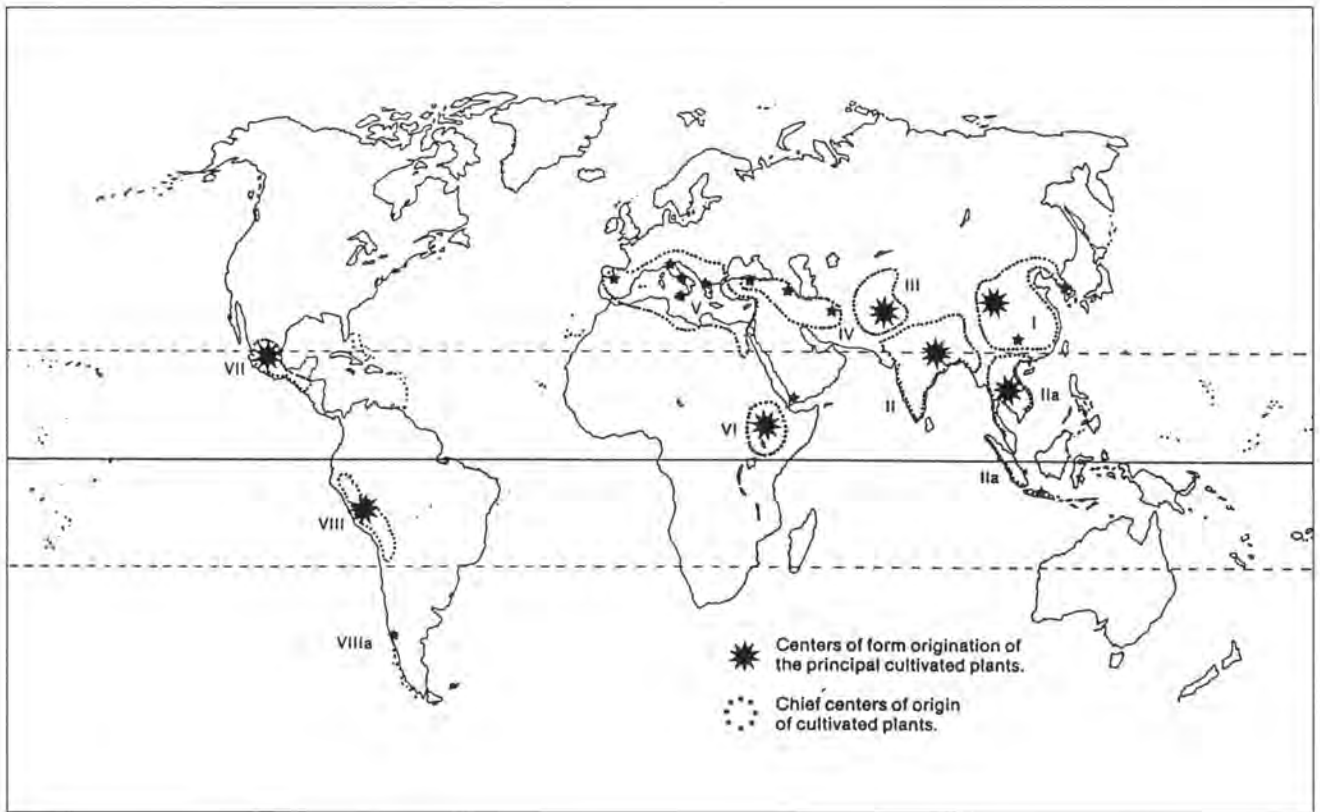 III
I
IV
V
VII
II
IIa
VI
IIa
VIII
VIIIa
Centers of form origination of
the principal cultivated plants.
Chief centers of origin
of cultivated plants.